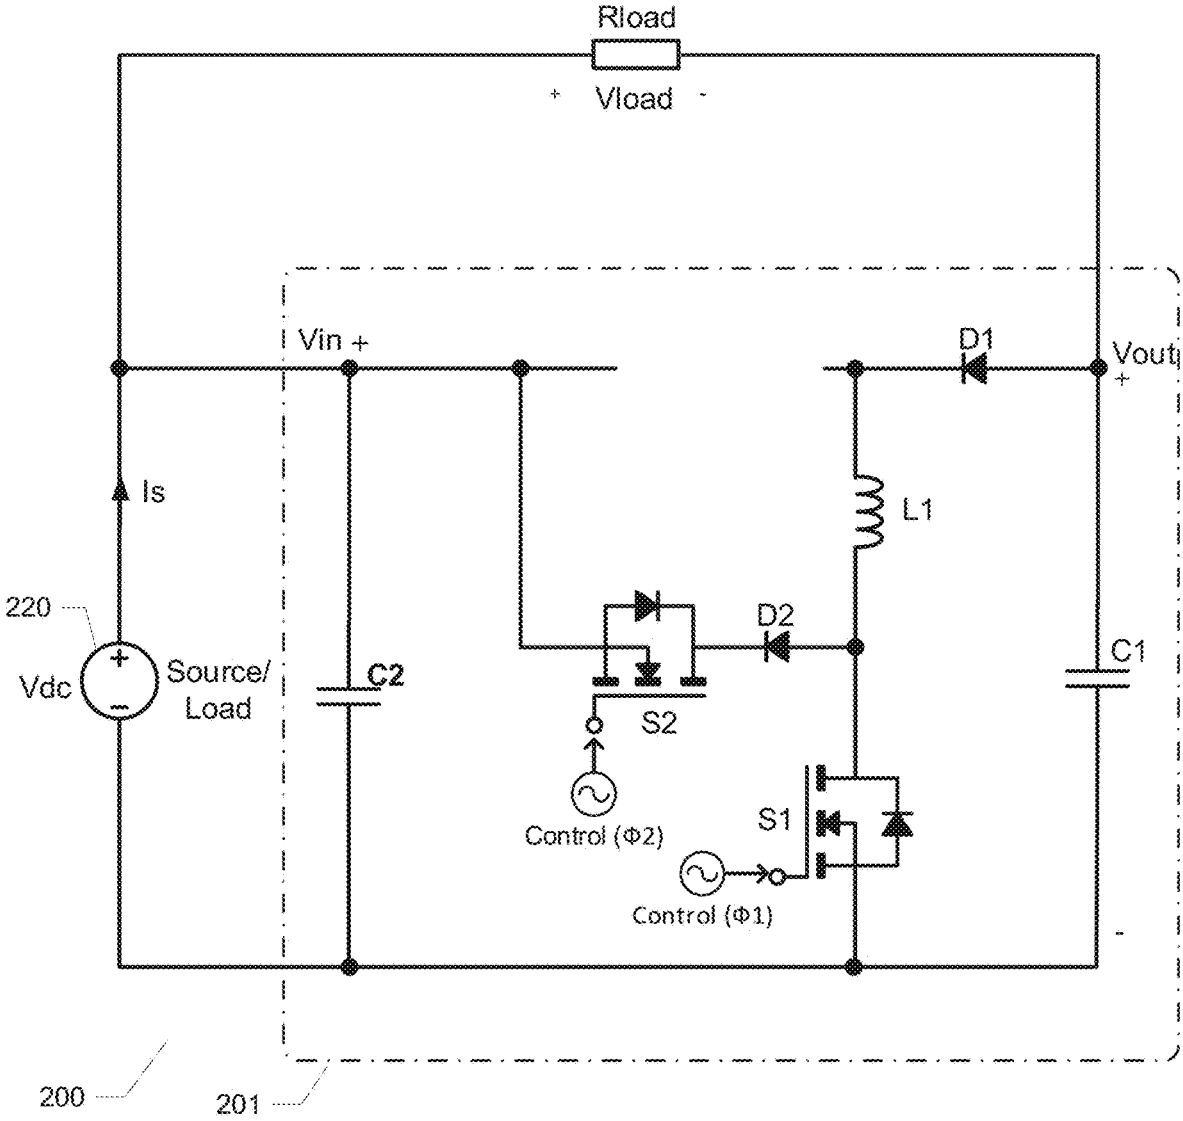 Rload
+ Vload -
Vin +
D1
Vout
+
Is
L1
220
+
Vdc
-
Source/
Load
C2
D2
C1
S2
S1
Control (Φ2)
Control (Φ1)
-
200
201